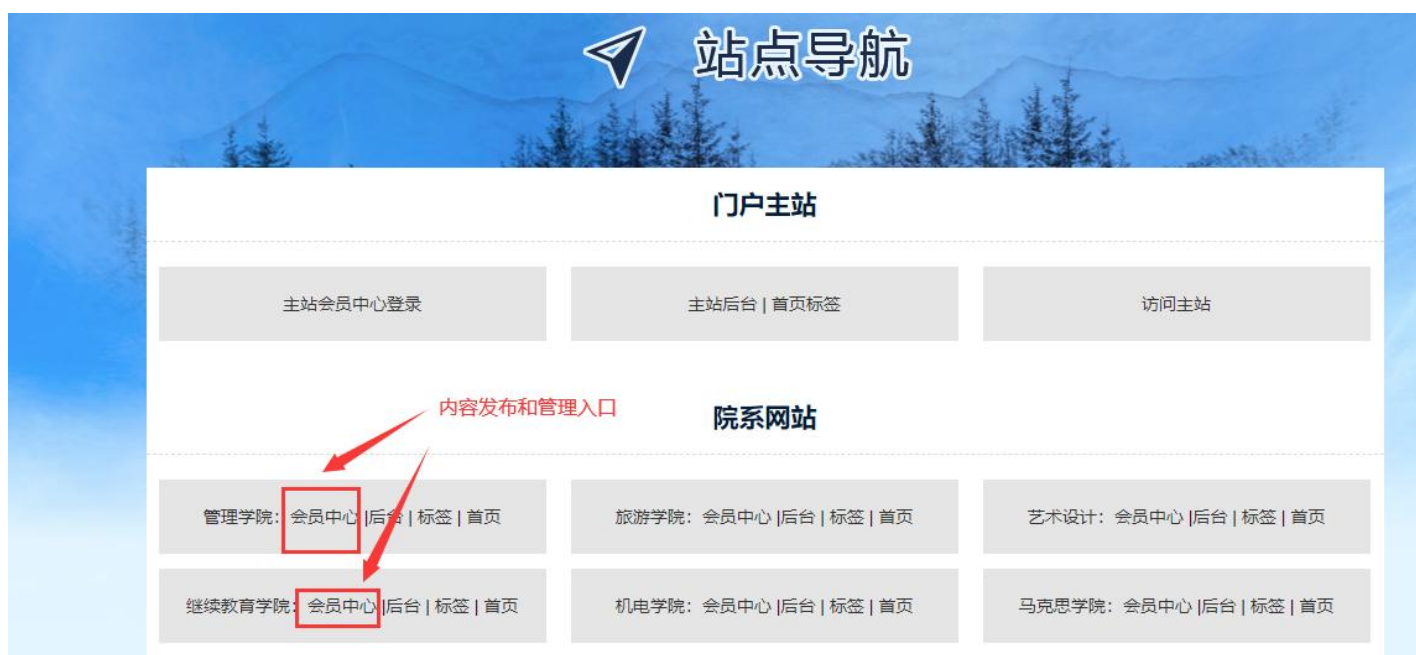 站点导航
门户主站
主站会员中心登录
主站后台 | 首页标签
访问主站
内容发布和管理入口
院系网站
管理学院：会员中心 |后台 | 标签 | 首页
旅游学院：会员中心 |后台 | 标签 | 首页
艺术设计：会员中心 |后台 | 标签 | 首页
继续教育学院：会员中心 |后台 | 标签 | 首页
机电学院：会员中心 |后台 | 标签 | 首页
马克思学院：会员中心 |后台 | 标签 | 首页